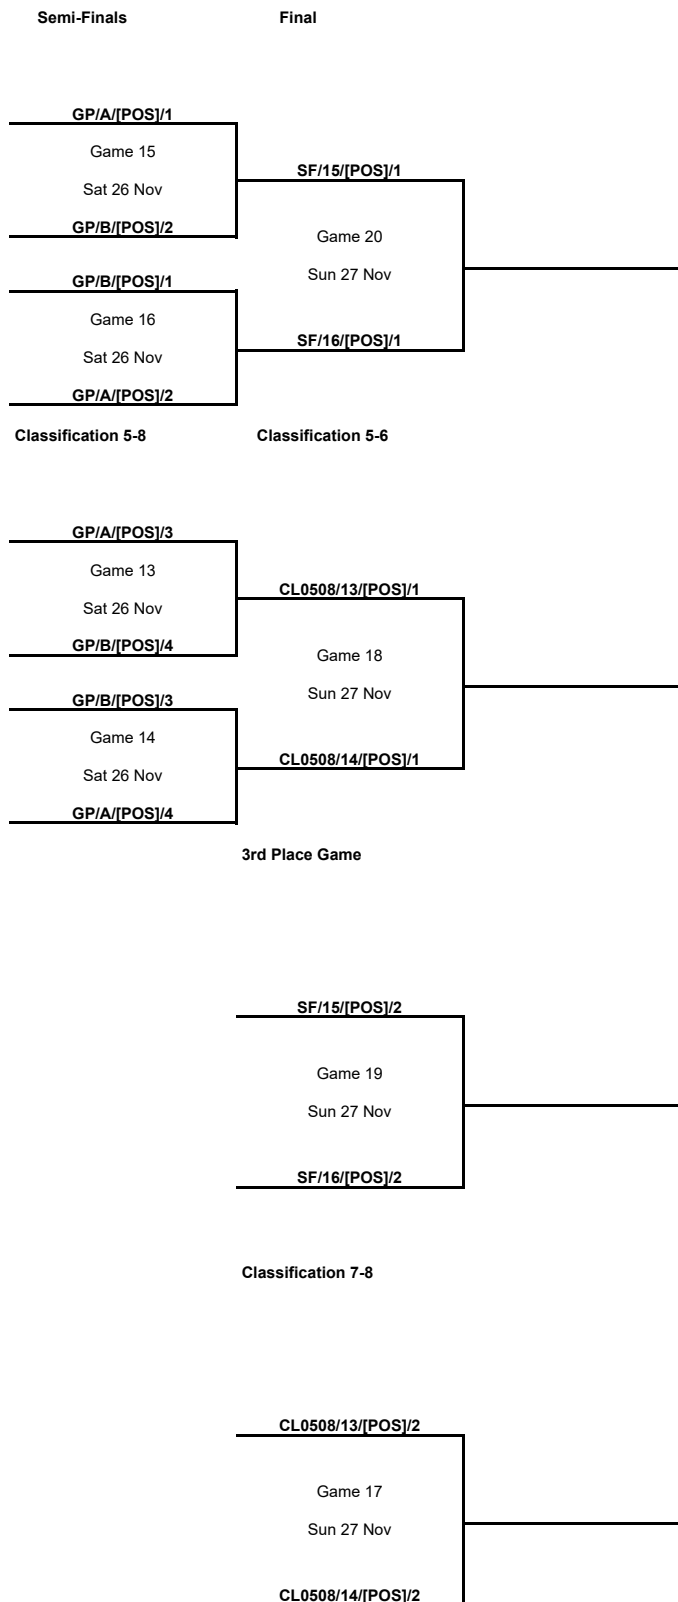 Semi-Finals Final
GP/A/[POS]/1
Game 15
SF/15/[POS]/1
Sat 26 Nov
GP/B/[POS]/2
Game 20
Sun 27 Nov
GP/B/[POS]/1
Game 16
SF/16/[POS]/1
Sat 26 Nov
GP/A/[POS]/2
Classification 5-8 Classification 5-6
GP/A/[POS]/3
Game 13
CL0508/13/[POS]/1
Sat 26 Nov
GP/B/[POS]/4
Game 18
Sun 27 Nov
GP/B/[POS]/3
Game 14
CL0508/14/[POS]/1
Sat 26 Nov
GP/A/[POS]/4
3rd Place Game
SF/15/[POS]/2
Game 19
Sun 27 Nov
SF/16/[POS]/2
Classification 7-8
CL0508/13/[POS]/2
Game 17
Sun 27 Nov
CL0508/14/[POS]/2